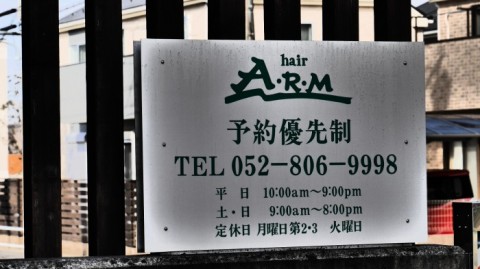 hair
A·R·M
予約優先制
TEL 052-806-9998
平 日 10:00am～9:00pm
土・日 9:00am～8:00pm
定休日 月曜日第2・3 火曜日